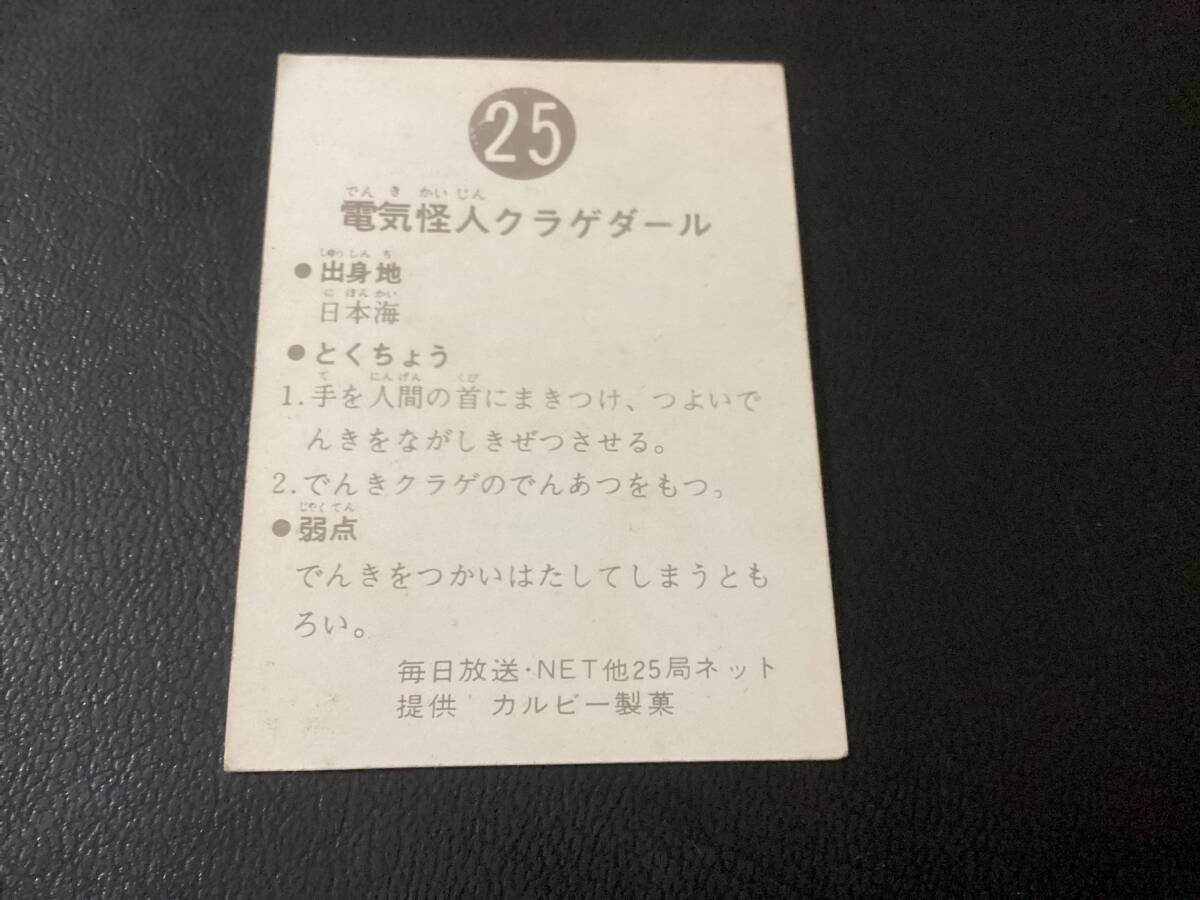 25
でんきかいじん
電気怪人クラゲダール
しゅっしんち
●出身地
にほんかい
日本海
●とくちょう
て にんげん くび
1.手を人間の首にまきつけ、つよいで
んきをながしきぜつさせる。
2.でんきクラゲのでんあつをもつ。
じゃくてん
●弱点
でんきをつかいはたしてしまうとも
ろい。
毎日放送・NET他25局ネット
提供 カルビー製菓